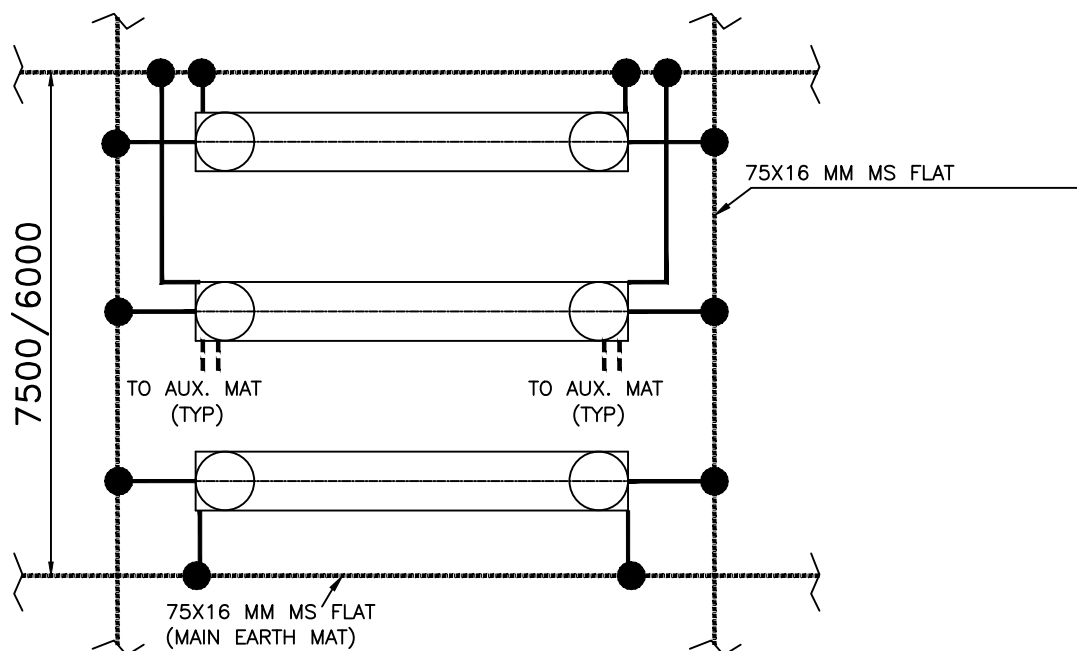 75X16 MM MS FLAT
7500/6000
TO AUX. MAT
(TYP)
TO AUX. MAT
(TYP)
75X16 MM MS FLAT
(MAIN EARTH MAT)